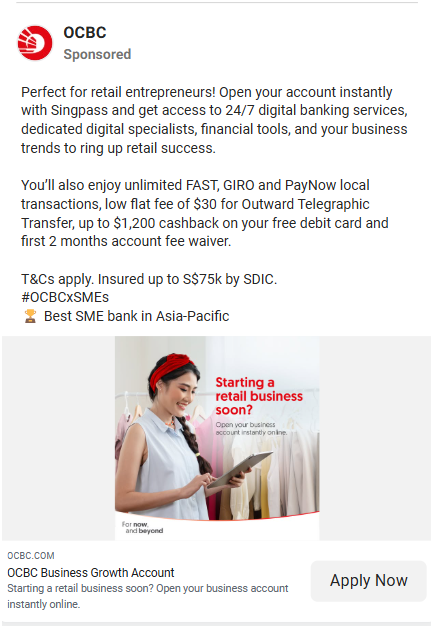 OCBC
Sponsored
Perfect for retail entrepreneurs! Open your account instantly
with Singpass and get access to 24/7 digital banking services,
dedicated digital specialists, financial tools, and your business
trends to ring up retail success.
You’ll also enjoy unlimited FAST, GIRO and PayNow local
transactions, low flat fee of $30 for Outward Telegraphic
Transfer, up to $1,200 cashback on your free debit card and
first 2 months account fee waiver.
T&Cs apply. Insured up to S$75k by SDIC.
#OCBCxSMEs
🏆 Best SME bank in Asia-Pacific
Starting a
retail business
soon?
Open your business
account instantly online.
For now,
and beyond
OCBC.COM
OCBC Business Growth Account
Starting a retail business soon? Open your business account
instantly online.
Apply Now